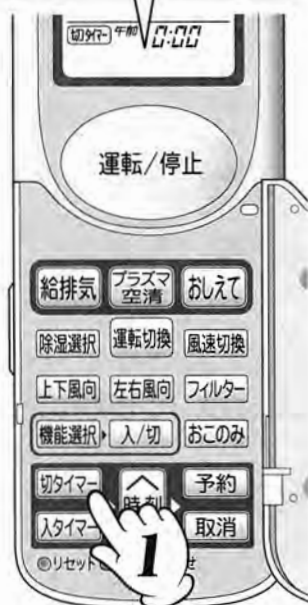 切タイマー 午前 0:00
運転/停止
給排気 プラズマ空清 おしえて
除湿選択 運転切換 風速切換
上下風向 左右風向 フィルター
機能選択 入/切 おこのみ
切タイマー 時刻 予約
入タイマー 取消
リセット せ
1